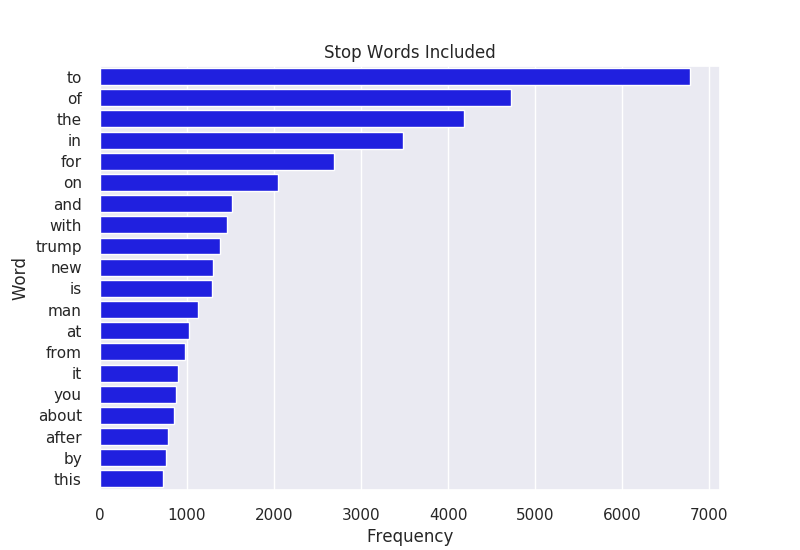 Stop Words Included
to
of
the
in
for
on
and
with
trump
new
is
man
at
from
it
you
about
after
by
this
Word
0 1000 2000 3000 4000 5000 6000 7000
Frequency